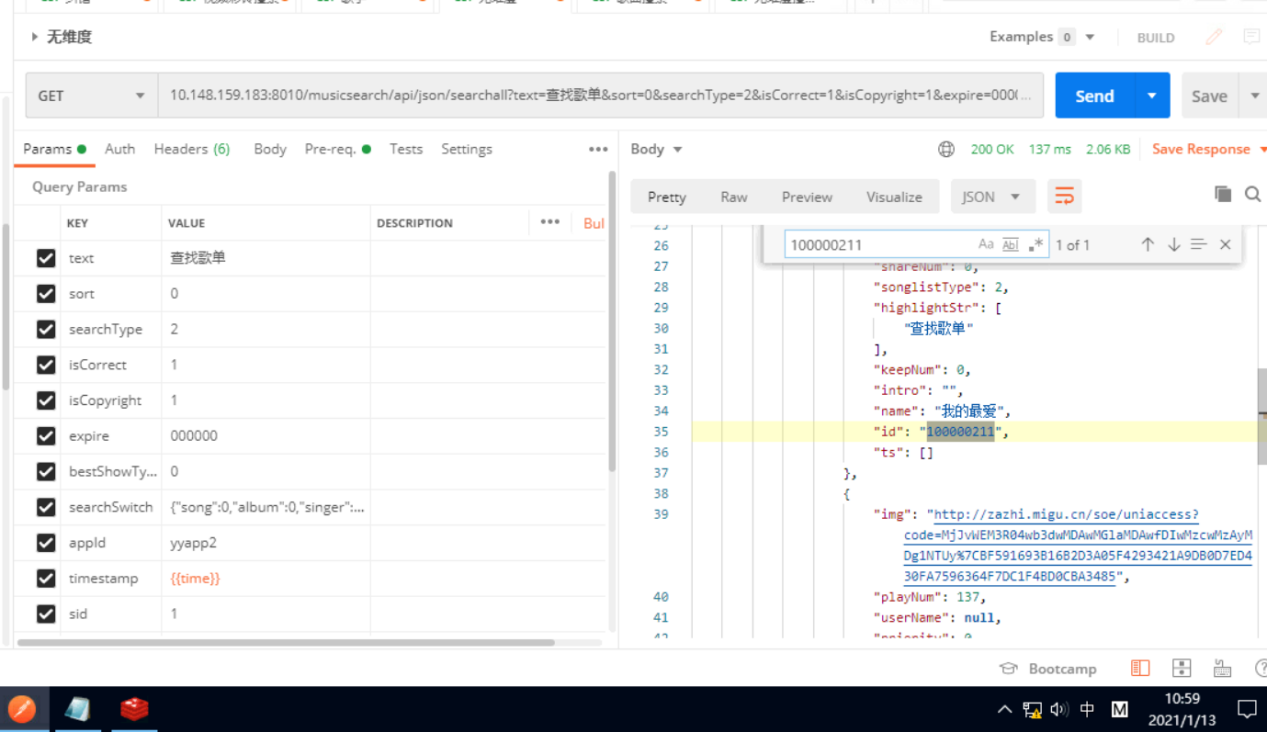 无维度
Examples 0
BUILD
GET
10.148.159.183:8010/musicsearch/api/json/searchall?text=查找歌单&sort=0&searchType=2&isCorrect=1&isCopyright=1&expire=000(...
Send
Save
Params
Auth
Headers (6)
Body
Pre-req.
Tests
Settings
•••
Query Params
KEY VALUE DESCRIPTION ••• Bul
text 查找歌单
sort 0
searchType 2
isCorrect 1
isCopyright 1
expire 000000
bestShowTy... 0
searchSwitch {"song":0,"album":0,"singer":...
appId yyapp2
timestamp {{time}}
sid 1
Body
200 OK 137 ms 2.06 KB Save Response
Pretty Raw Preview Visualize JSON
100000211 Aa Abl .* 1 of 1
25
26
27 "shareNum": 0,
28 "songlistType": 2,
29 "highlightStr": [
30 "查找歌单"
31 ],
32 "keepNum": 0,
33 "intro": "",
34 "name": "我的最爱",
35 "id": "100000211",
36 "ts": []
37 },
38 {
39 "img": "http://zazhi.migu.cn/soe/uniaccess?
code=MjJvWEM3R04wb3dwMDAwMGlaMDAwfDIwMzcwMzAyM
Dg1NTUy%7CBF591693B16B2D3A05F4293421A9DB0D7ED4
30FA7596364F7DC1F4BD0CBA3485",
40 "playNum": 137,
41 "userName": null,
42 "priority": 0
Bootcamp
中 M
10:59
2021/1/13